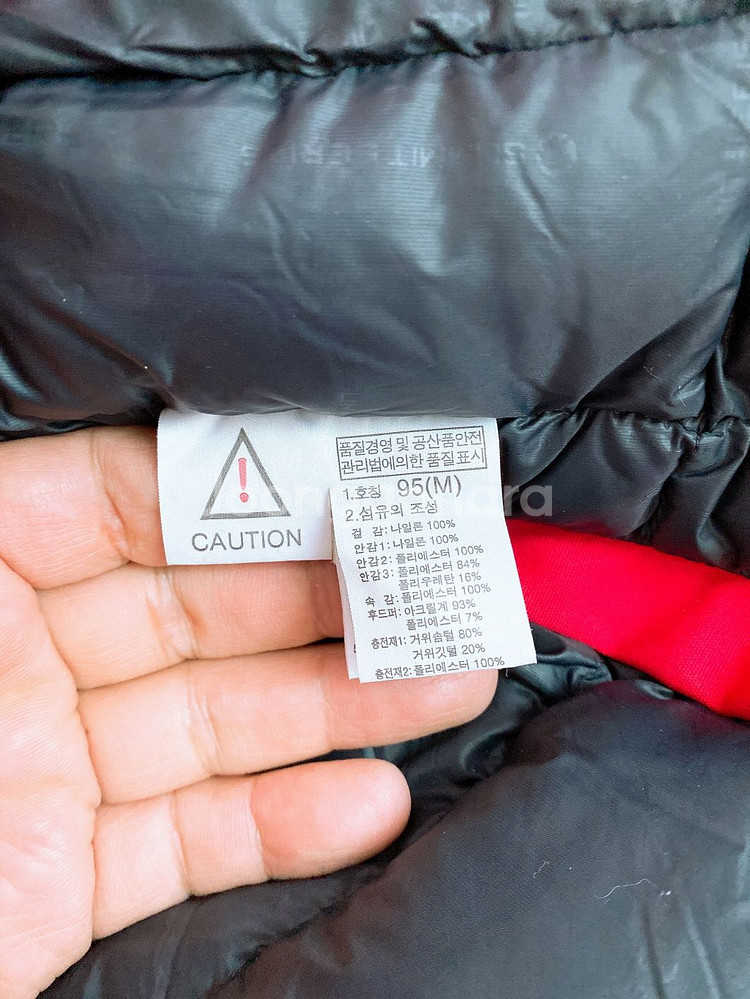 CAUTION
품질경영 및 공산품안전
관리법에의한 품질표시
1.호칭 95(M)
2.섬유의 조성
겉 감:나일론 100%
안감1:나일론 100%
안감2:폴리에스터 100%
안감3:폴리에스터 84%
폴리우레탄 16%
속 감:폴리에스터 100%
후드퍼:아크릴계 93%
폴리에스터 7%
충전재1:거위솜털 80%
거위깃털 20%
충전재2:폴리에스터 100%